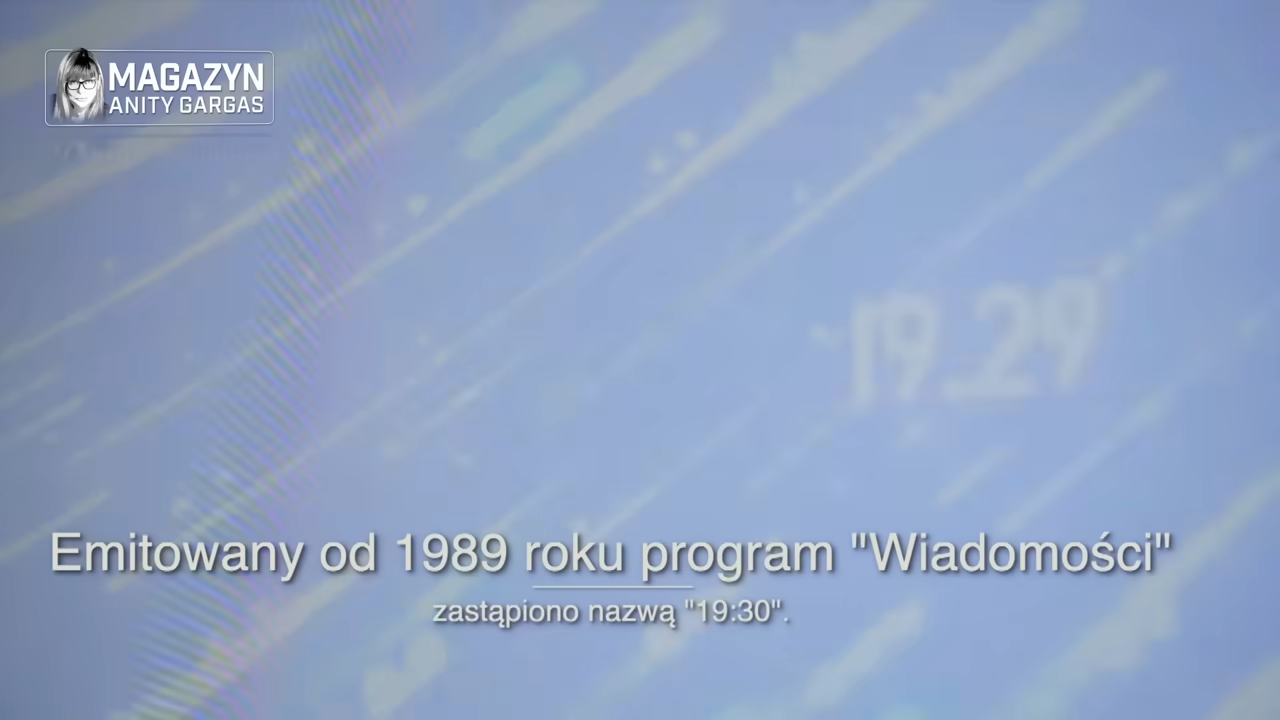 MAGAZYN
ANITY GARGAS
19.29
Emitowany od 1989 roku program "Wiadomości"
zastąpiono nazwą "19:30".